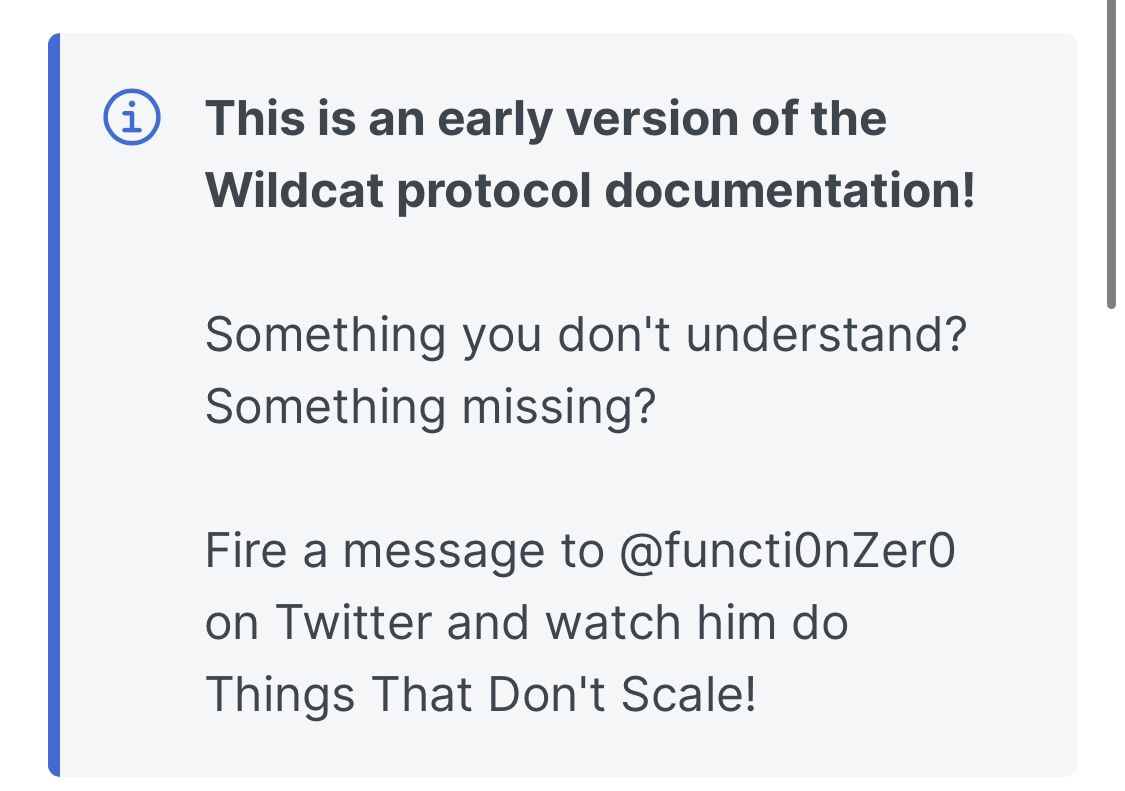 This is an early version of the
Wildcat protocol documentation!
Something you don't understand?
Something missing?
Fire a message to @functi0nZer0
on Twitter and watch him do
Things That Don't Scale!